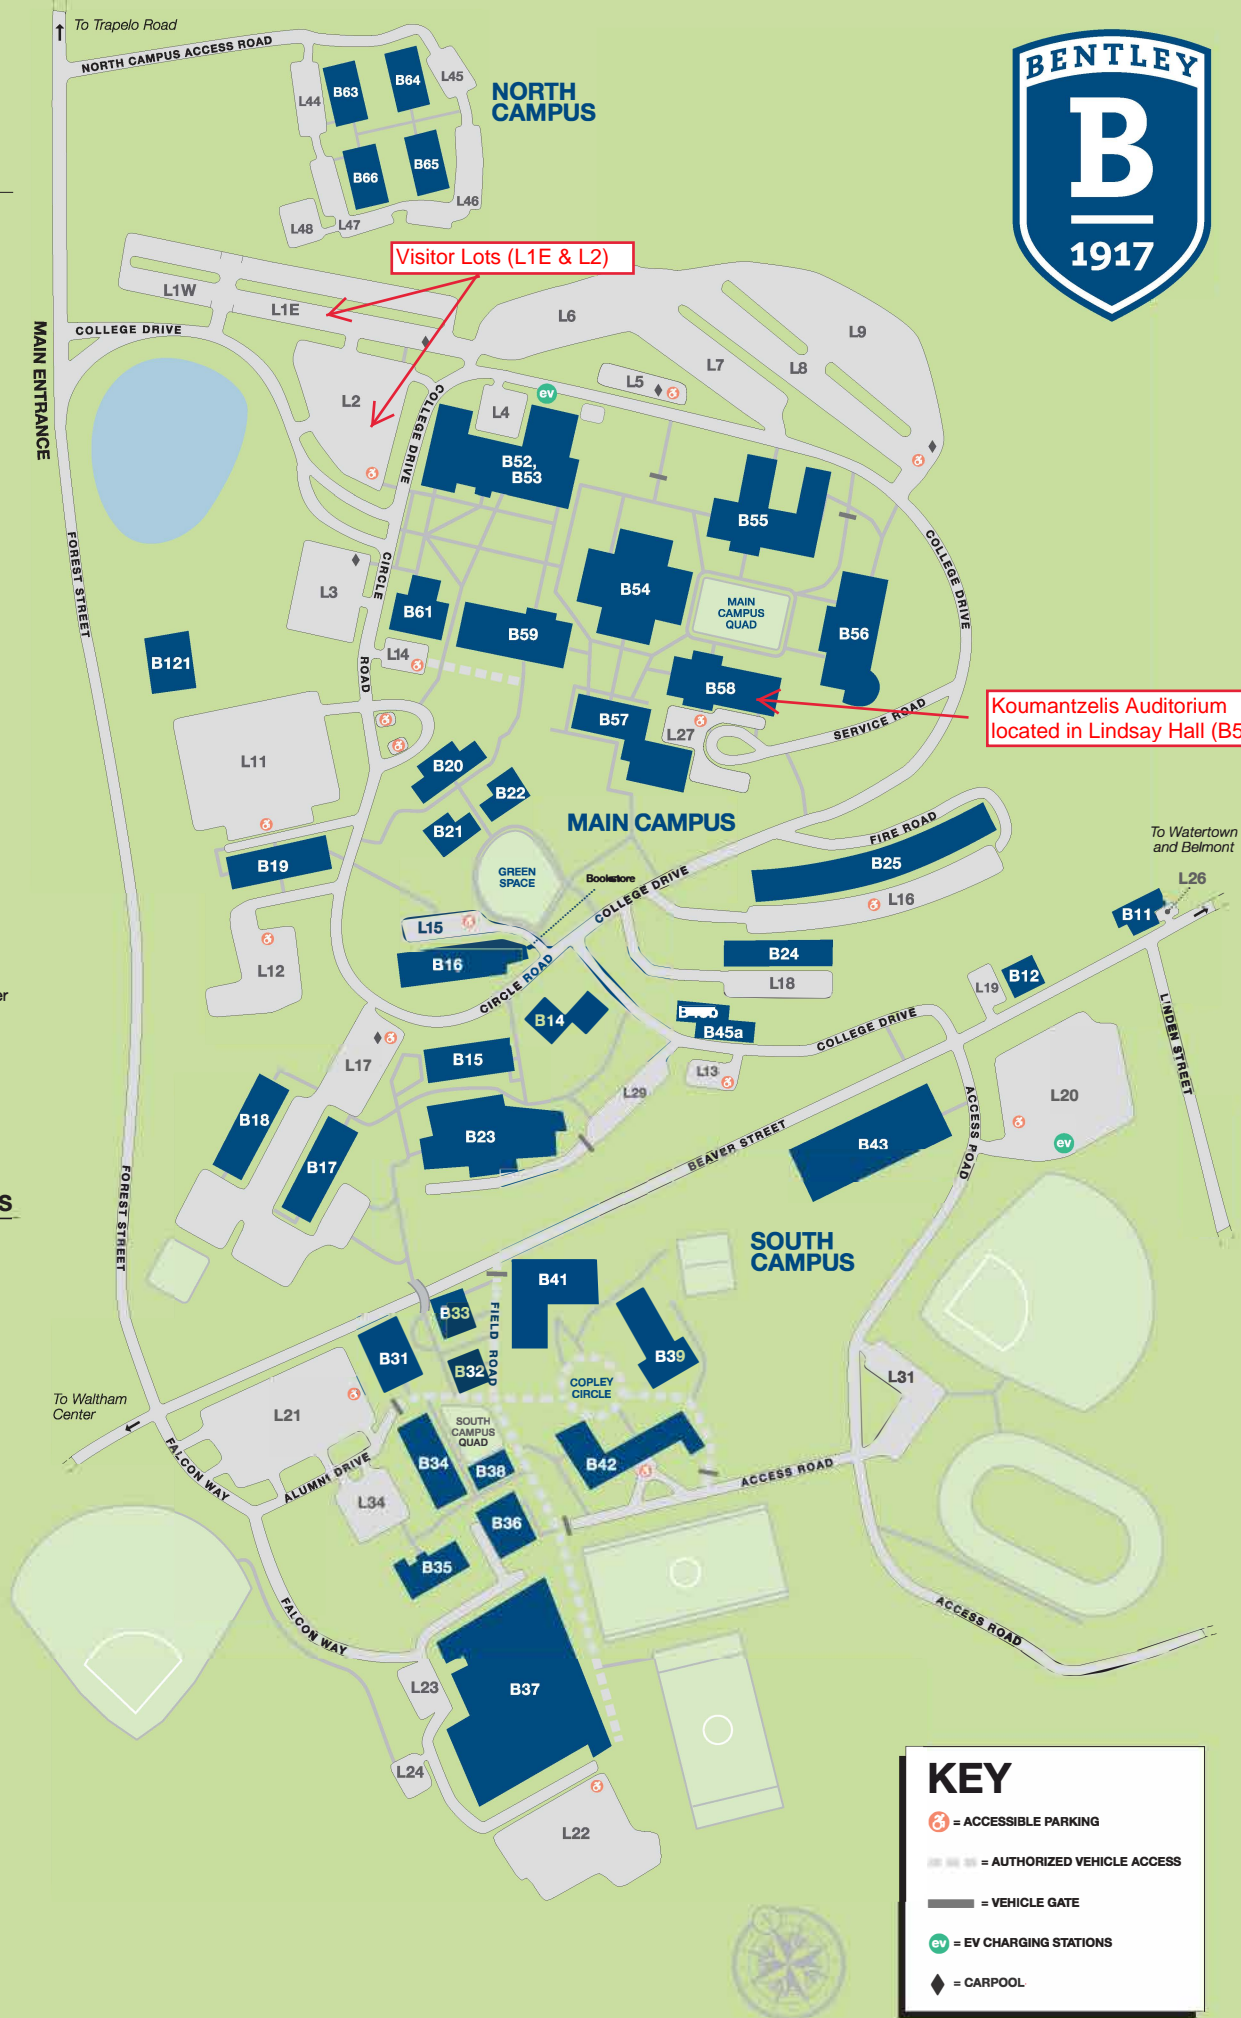 To Trapelo Road
NORTH CAMPUS ACCESS ROAD
B63
B64
L45
L44
NORTH
CAMPUS
B66
B65
L46
L48
L47
BENTLEY
B
1917
Visitor Lots (L1E & L2)
L1W
L1E
COLLEGE DRIVE
MAIN ENTRANCE
L6
L9
L7
L8
L5
L2
L4
ev
COLLEGE DRIVE
B52,
B53
B55
FOREST STREET
CIRCLE
ROAD
COLLEGE DRIVE
L3
B61
B59
B54
MAIN
CAMPUS
QUAD
B56
L14
B121
B58
B57
L27
SERVICE ROAD
Koumantzelis Auditorium
located in Lindsay Hall (B5
L11
B20
B22
B21
MAIN CAMPUS
FIRE ROAD
To Watertown
and Belmont
B19
GREEN
SPACE
Bookstore
COLLEGE DRIVE
B25
L16
L26
B11
L15
B16
CIRCLE ROAD
B24
L18
L12
er
L19
B12
LINDEN STREET
B14
B45a
COLLEGE DRIVE
L17
B15
L13
L29
L20
ev
ACCESS ROAD
B18
B17
B23
BEAVER STREET
B43
FOREST STREET
S
SOUTH
CAMPUS
B41
B33
FIELD ROAD
B31
B32
B39
COPLEY
CIRCLE
L31
To Waltham
Center
L21
SOUTH
CAMPUS
QUAD
FALCON WAY
ALUMNI DRIVE
B34
B38
B42
ACCESS ROAD
L34
B36
B35
FALCON WAY
ACCESS ROAD
L23
B37
L24
L22
KEY
= ACCESSIBLE PARKING
= AUTHORIZED VEHICLE ACCESS
= VEHICLE GATE
ev = EV CHARGING STATIONS
= CARPOOL